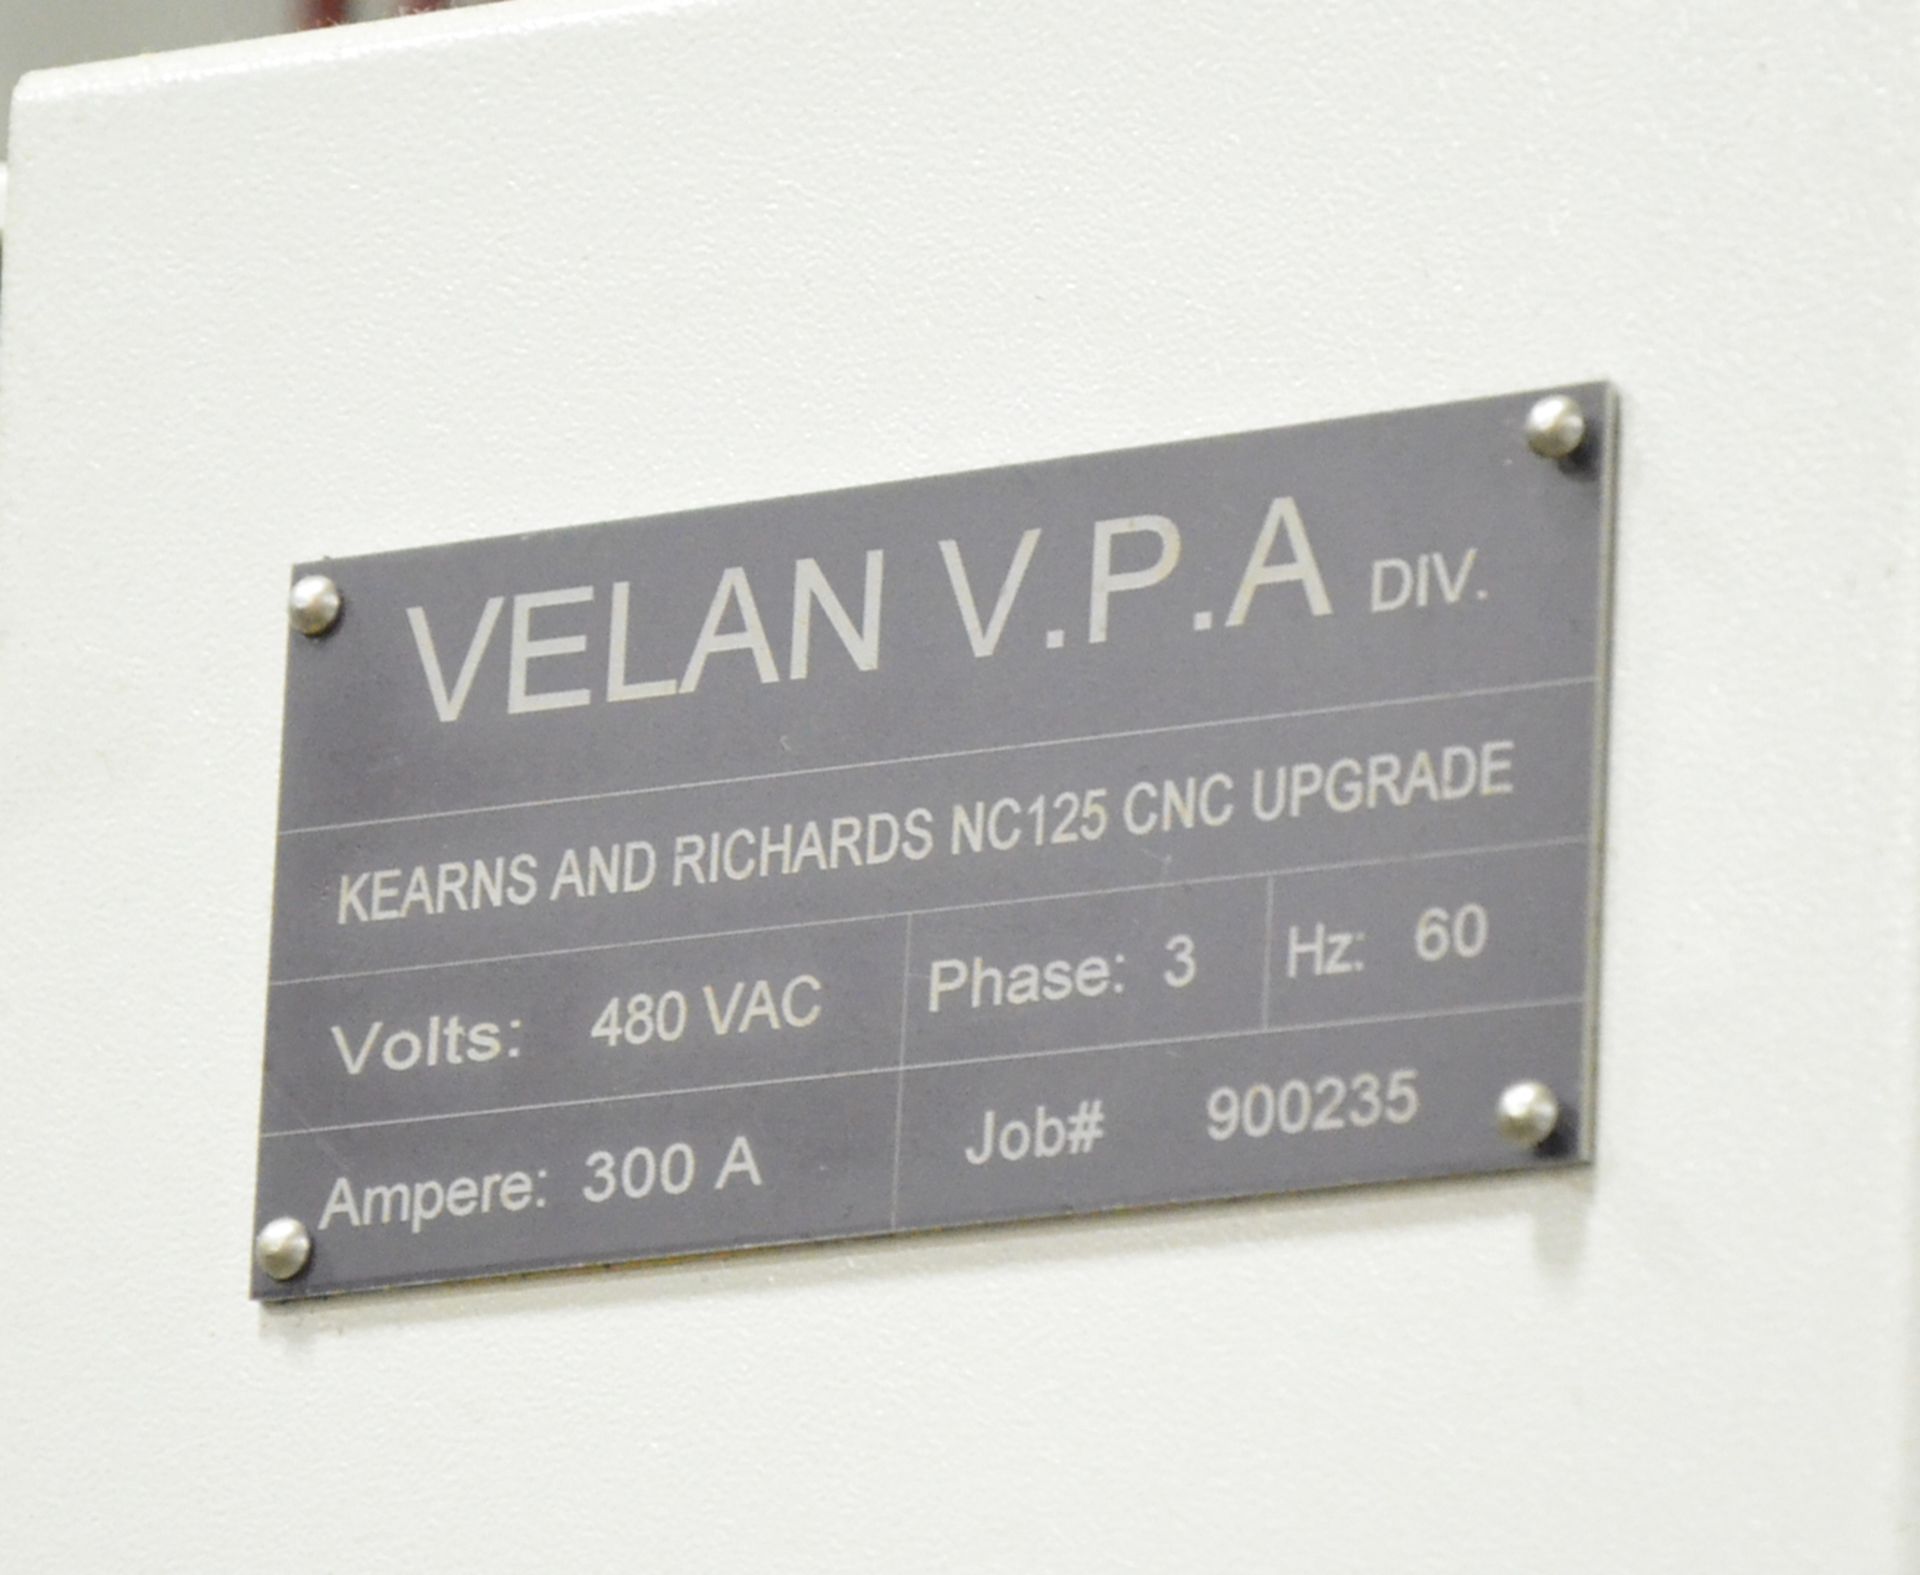 VELAN V.P.A DIV.
KEARNS AND RICHARDS NC125 CNC UPGRADE
Volts: 480 VAC Phase: 3 Hz: 60
Ampere: 300 A Job# 900235